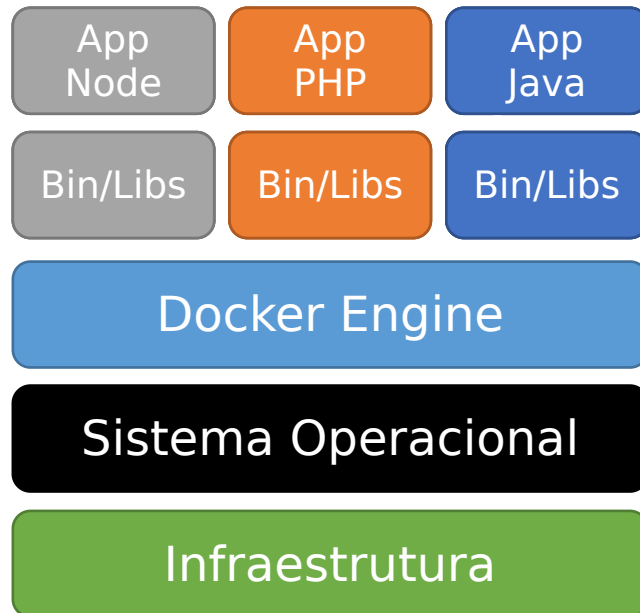 App
Node
App
PHP
App
Java
Bin/Libs
Bin/Libs
Bin/Libs
Docker Engine
Sistema Operacional
Infraestrutura